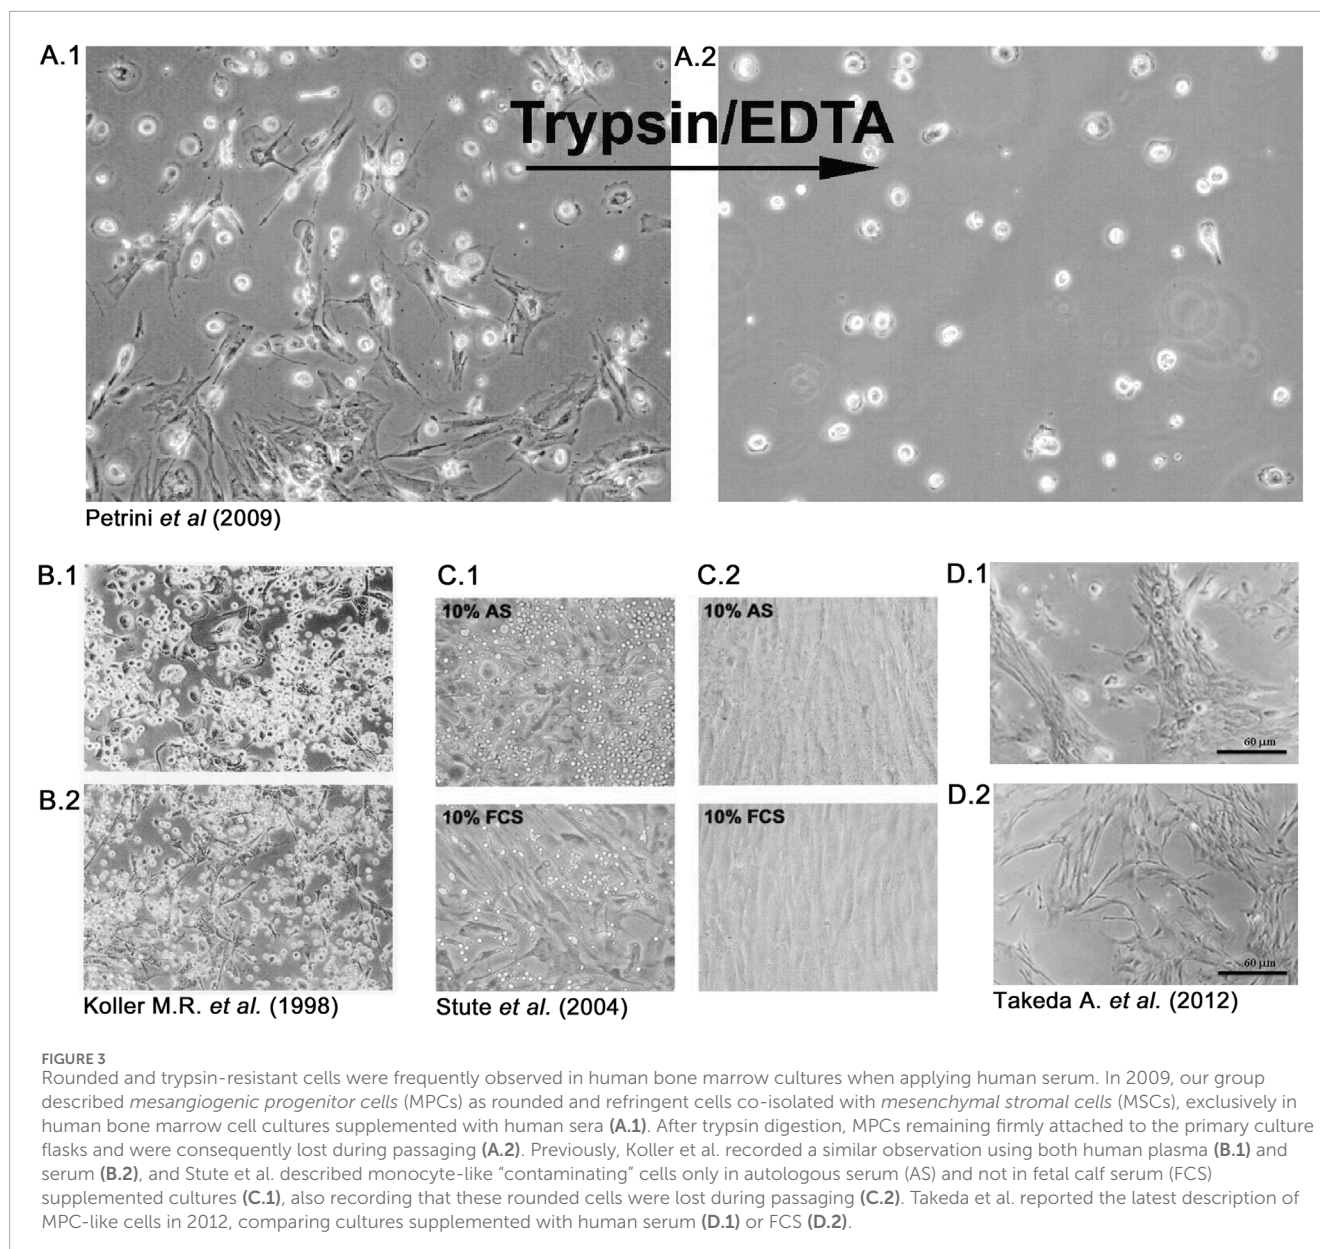 A.1
A.2
Trypsin/EDTA
Petrini et al (2009)
B.1
C.1
C.2
D.1
10% AS
10% AS
60 μm
B.2
D.2
10% FCS
10% FCS
60 μm
Koller M.R. et al. (1998)
Stute et al. (2004)
Takeda A. et al. (2012)
FIGURE 3
Rounded and trypsin-resistant cells were frequently observed in human bone marrow cultures when applying human serum. In 2009, our group
described mesangiogenic progenitor cells (MPCs) as rounded and refringent cells co-isolated with mesenchymal stromal cells (MSCs), exclusively in
human bone marrow cell cultures supplemented with human sera (A.1). After trypsin digestion, MPCs remaining firmly attached to the primary culture
flasks and were consequently lost during passaging (A.2). Previously, Koller et al. recorded a similar observation using both human plasma (B.1) and
serum (B.2), and Stute et al. described monocyte-like “contaminating” cells only in autologous serum (AS) and not in fetal calf serum (FCS)
supplemented cultures (C.1), also recording that these rounded cells were lost during passaging (C.2). Takeda et al. reported the latest description of
MPC-like cells in 2012, comparing cultures supplemented with human serum (D.1) or FCS (D.2).